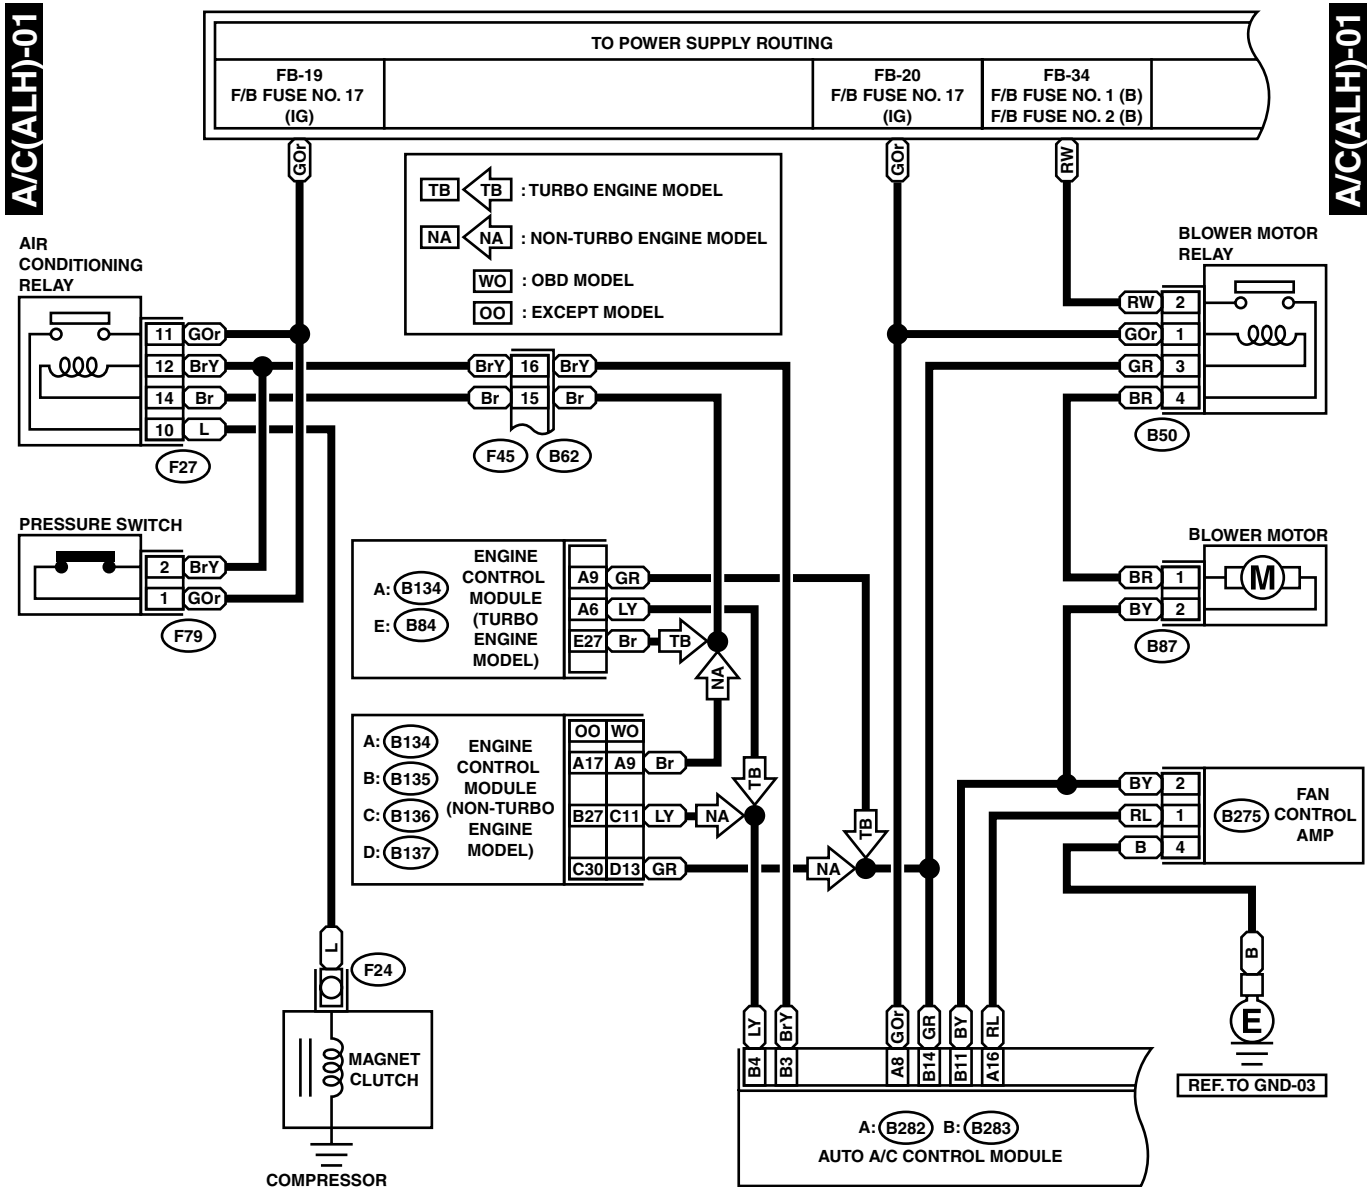 A/C(ALH)-01
A/C(ALH)-01
TO POWER SUPPLY ROUTING
FB-19
F/B FUSE NO. 17
(IG)
FB-20
F/B FUSE NO. 17
(IG)
FB-34
F/B FUSE NO. 1 (B)
F/B FUSE NO. 2 (B)
GOr
GOr
RW
TB TB : TURBO ENGINE MODEL
NA NA : NON-TURBO ENGINE MODEL
WO : OBD MODEL
OO : EXCEPT MODEL
AIR
CONDITIONING
RELAY
11 GOr
12 BrY
14 Br
10 L
F27
BrY 16 BrY
Br 15 Br
F45 B62
BLOWER MOTOR
RELAY
RW 2
GOr 1
GR 3
BR 4
B50
PRESSURE SWITCH
2 BrY
1 GOr
F79
A: B134
E: B84
ENGINE
CONTROL
MODULE
(TURBO
ENGINE
MODEL)
A9 GR
A6 LY
E27 Br TB
NA
BLOWER MOTOR
M
BR 1
BY 2
B87
A: B134
B: B135
C: B136
D: B137
ENGINE
CONTROL
MODULE
(NON-TURBO
ENGINE
MODEL)
OO WO
A17 A9 Br
B27 C11 LY NA
C30 D13 GR NA
TB
TB
BY 2
RL 1
B 4
B275
FAN
CONTROL
AMP
L
F24
MAGNET
CLUTCH
COMPRESSOR
B
E
REF. TO GND-03
LY BrY GOr GR BY RL
B4 B3 A8 B14 B11 A16
A: B282 B: B283
AUTO A/C CONTROL MODULE